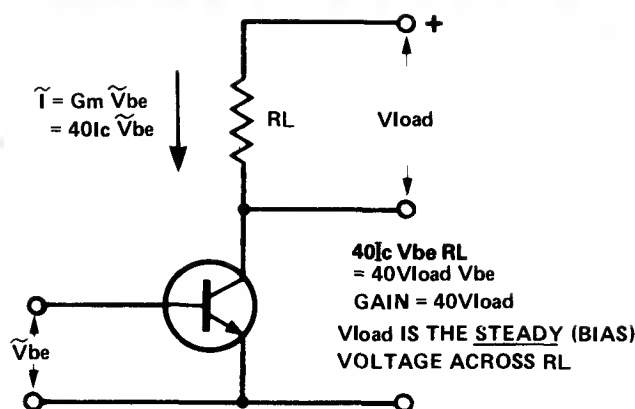 +
Ĩ = Gm Ṽbe
= 40Ic Ṽbe
RL
Vload
40Ic Vbe RL
= 40Vload Vbe
GAIN = 40Vload
Vload IS THE STEADY (BIAS)
VOLTAGE ACROSS RL
Ṽbe